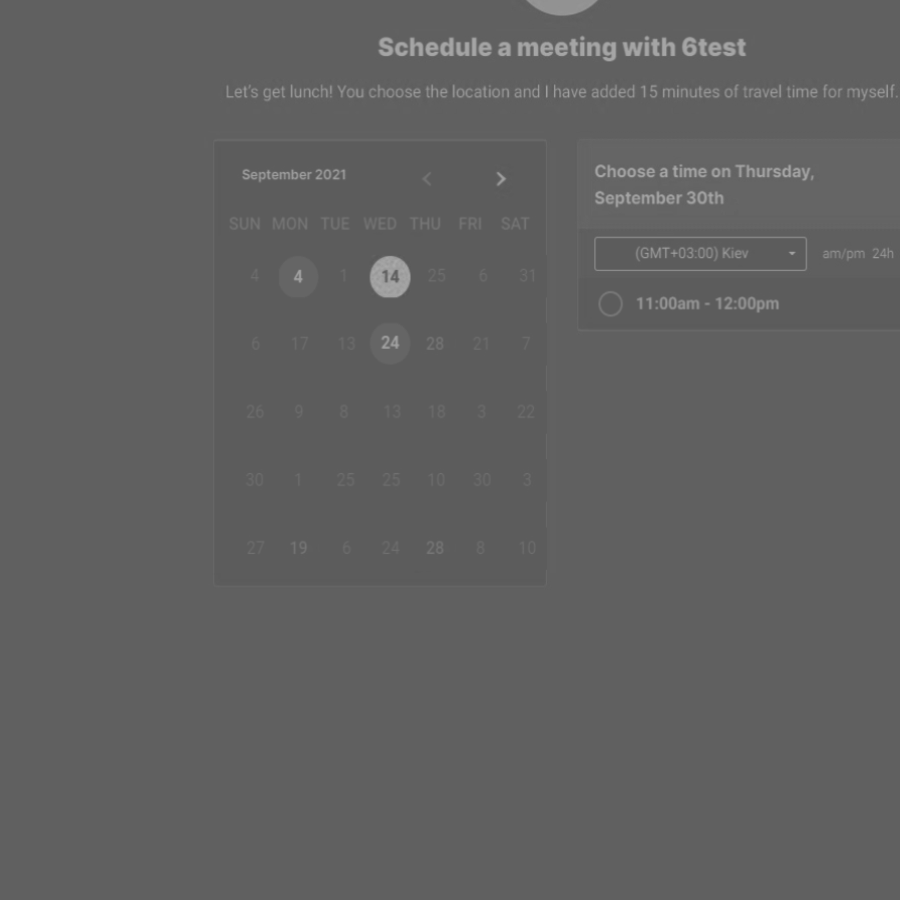 Schedule a meeting with 6test
Let's get lunch! You choose the location and I have added 15 minutes of travel time for myself.
September 2021
SUN MON TUE WED THU FRI SAT
4 4 1 14 25 6 31
6 17 13 24 28 21 7
26 9 8 13 18 3 22
30 1 25 25 10 30 3
27 19 6 24 28 8 10
Choose a time on Thursday,
September 30th
(GMT+03:00) Kiev am/pm 24h
11:00am - 12:00pm